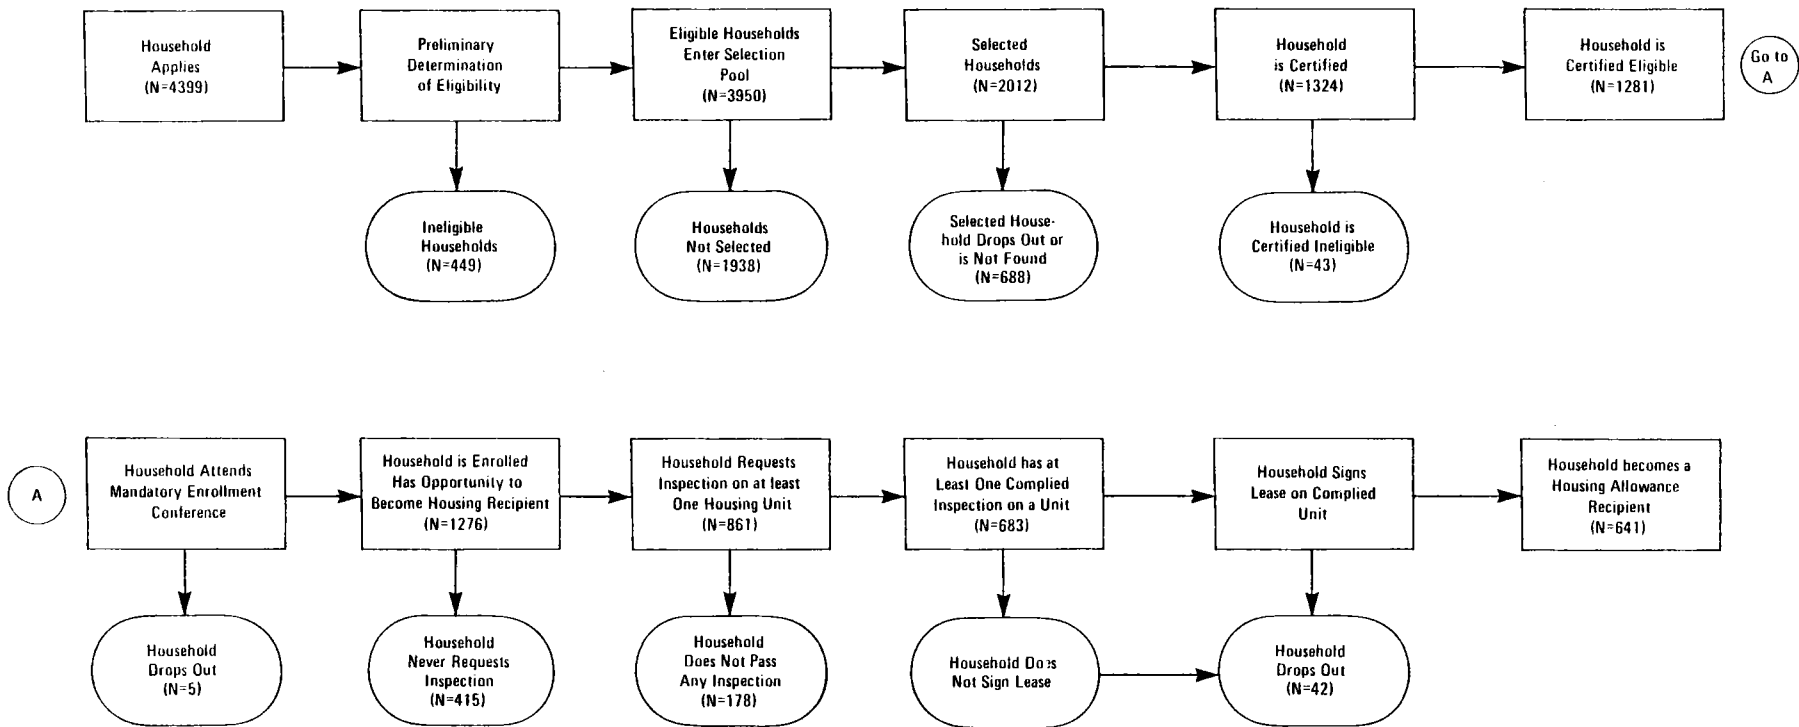 Household
Applies
(N=4399)
Preliminary
Determination
of Eligibility
Eligible Households
Enter Selection
Pool
(N=3950)
Selected
Households
(N=2012)
Household
is Certified
(N=1324)
Household is
Certified Eligible
(N=1281)
Go to
A
Ineligible
Households
(N=449)
Households
Not Selected
(N=1938)
Selected House-
hold Drops Out or
is Not Found
(N=688)
Household is
Certified Ineligible
(N=43)
A
Household Attends
Mandatory Enrollment
Conference
Household is Enrolled
Has Opportunity to
Become Housing Recipient
(N=1276)
Household Requests
Inspection on at least
One Housing Unit
(N=861)
Household has at
Least One Complied
Inspection on a Unit
(N=683)
Household Signs
Lease on Complied
Unit
Household becomes a
Housing Allowance
Recipient
(N=641)
Household
Drops Out
(N=5)
Household
Never Requests
Inspection
(N=415)
Household
Does Not Pass
Any Inspection
(N=178)
Household Does
Not Sign Lease
Household
Drops Out
(N=42)